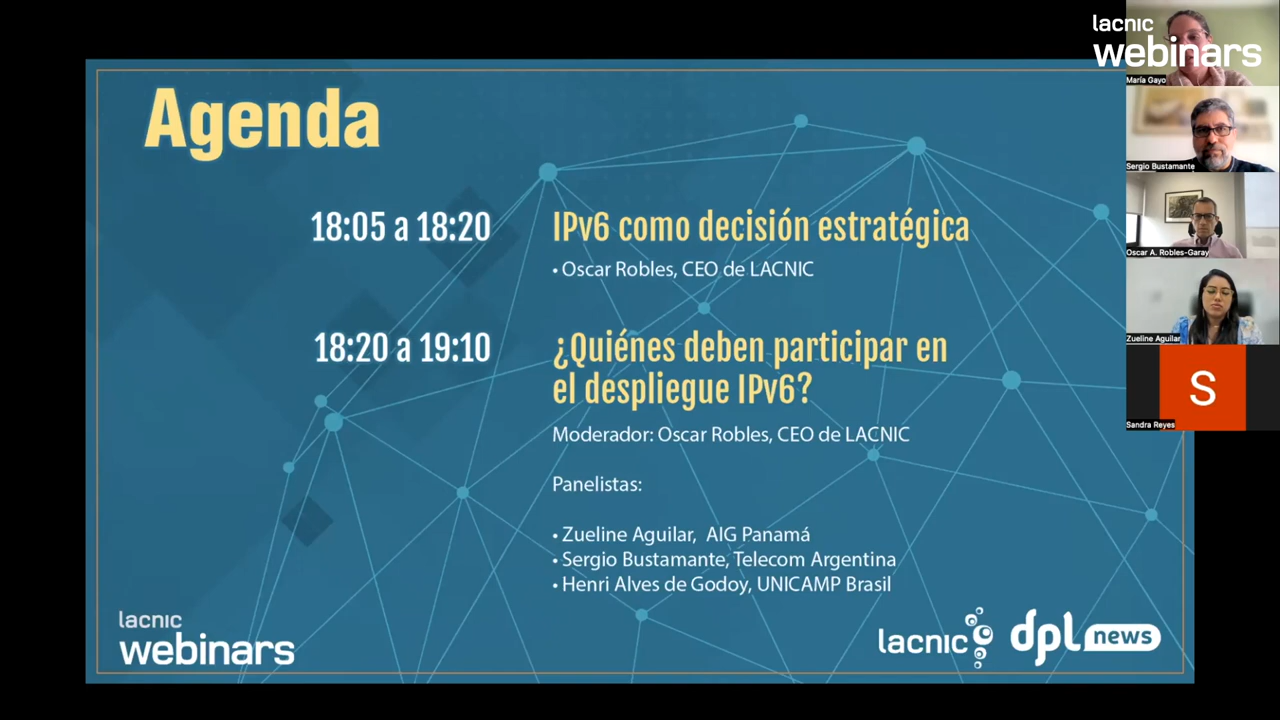 Agenda
18:05 a 18:20
IPv6 como decisión estratégica
• Oscar Robles, CEO de LACNIC
18:20 a 19:10
¿Quiénes deben participar en
el despliegue IPv6?
Moderador: Oscar Robles, CEO de LACNIC
Panelistas:
• Zueline Aguilar, AIG Panamá
• Sergio Bustamante, Telecom Argentina
• Henri Alves de Godoy, UNICAMP Brasil
lacnic
webinars
lacnic
dpl news
lacnic
webinars
María Gayo
Sergio Bustamante
Oscar A. Robles-Garay
Zueline Aguilar
S
Sandra Reyes